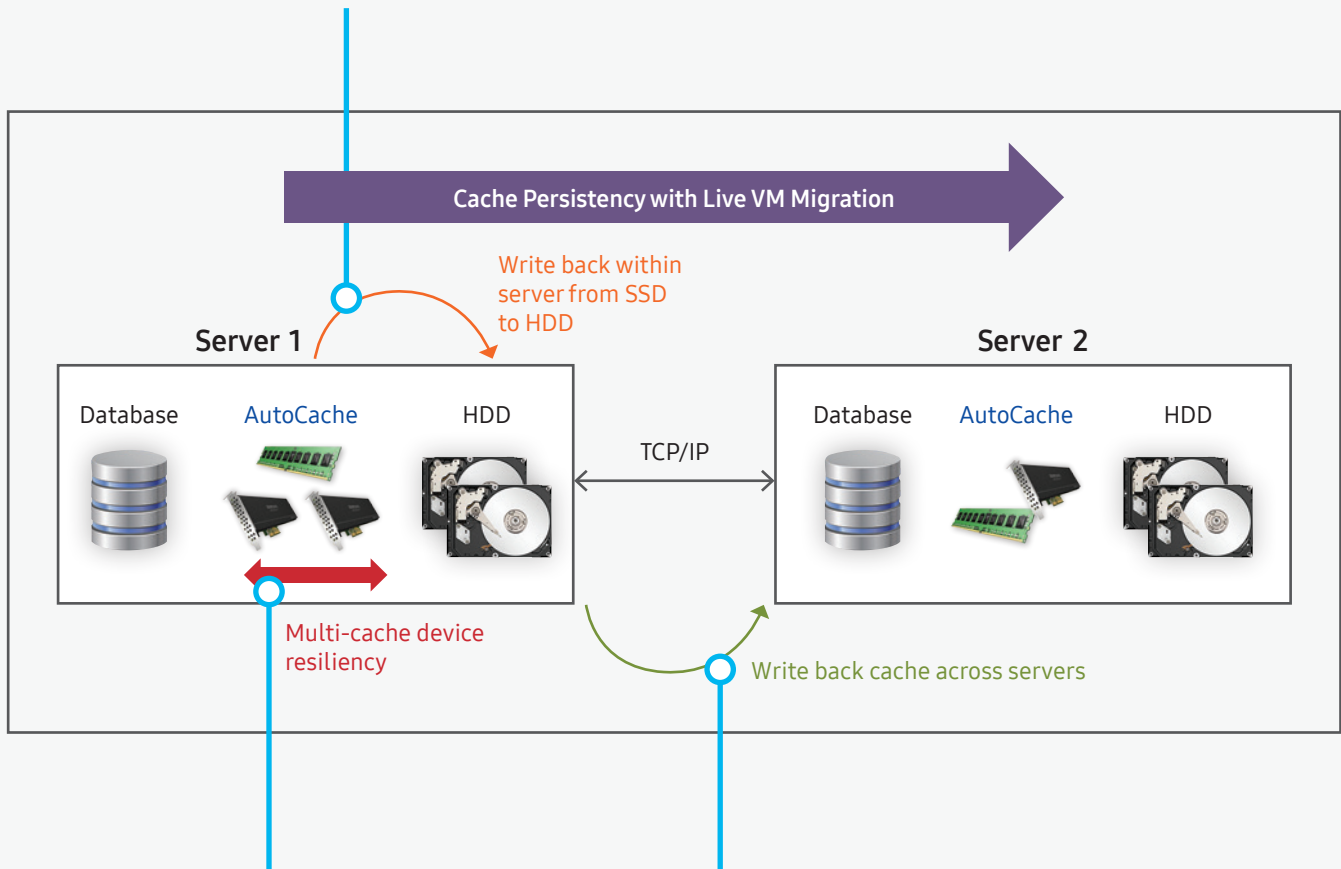 Cache Persistency with Live VM Migration
Write back within
server from SSD
to HDD
Server 1
Server 2
Database
AutoCache
HDD
TCP/IP
Database
AutoCache
HDD
Multi-cache device
resiliency
Write back cache across servers